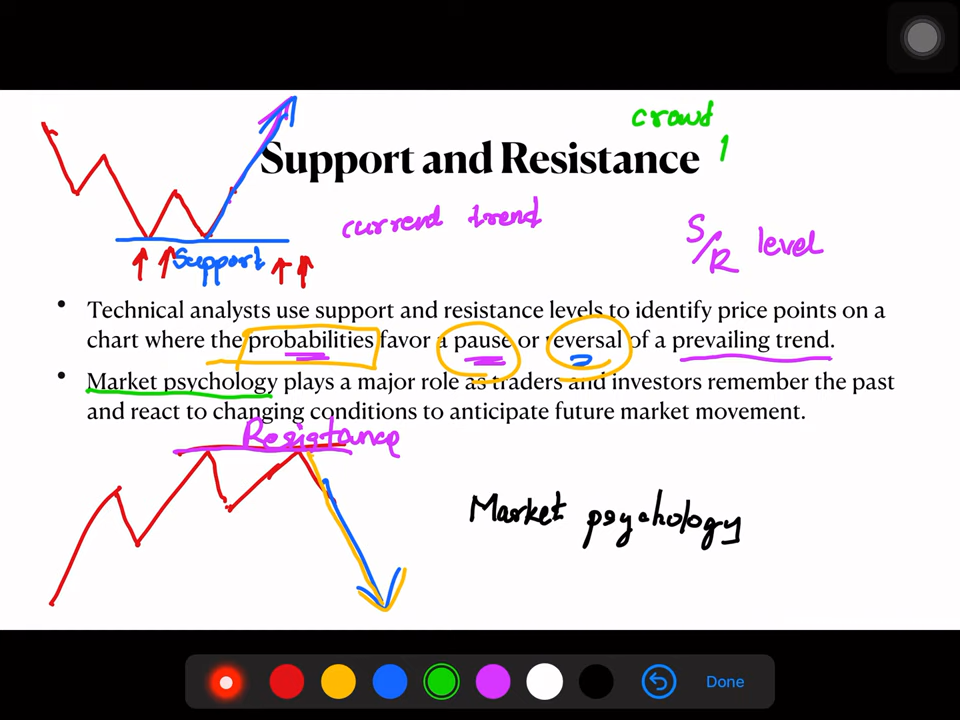 crowd
Support and Resistance
current trend
S/R level
Support
• Technical analysts use support and resistance levels to identify price points on a
chart where the probabilities favor a pause or reversal of a prevailing trend.
• Market psychology plays a major role as traders and investors remember the past
and react to changing conditions to anticipate future market movement.
Resistance
Market psychology
Done